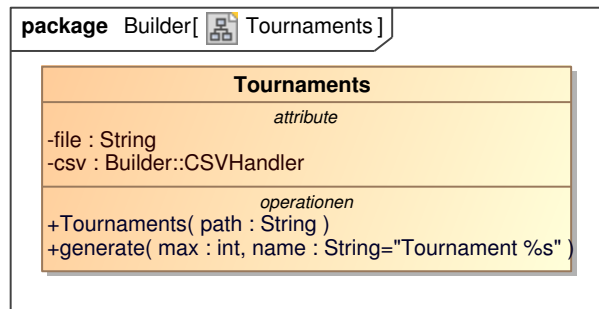 package Builder[ Tournaments ]
Tournaments
attribute
-file : String
-csv : Builder::CSVHandler
operationen
+Tournaments( path : String )
+generate( max : int, name : String="Tournament %s" )